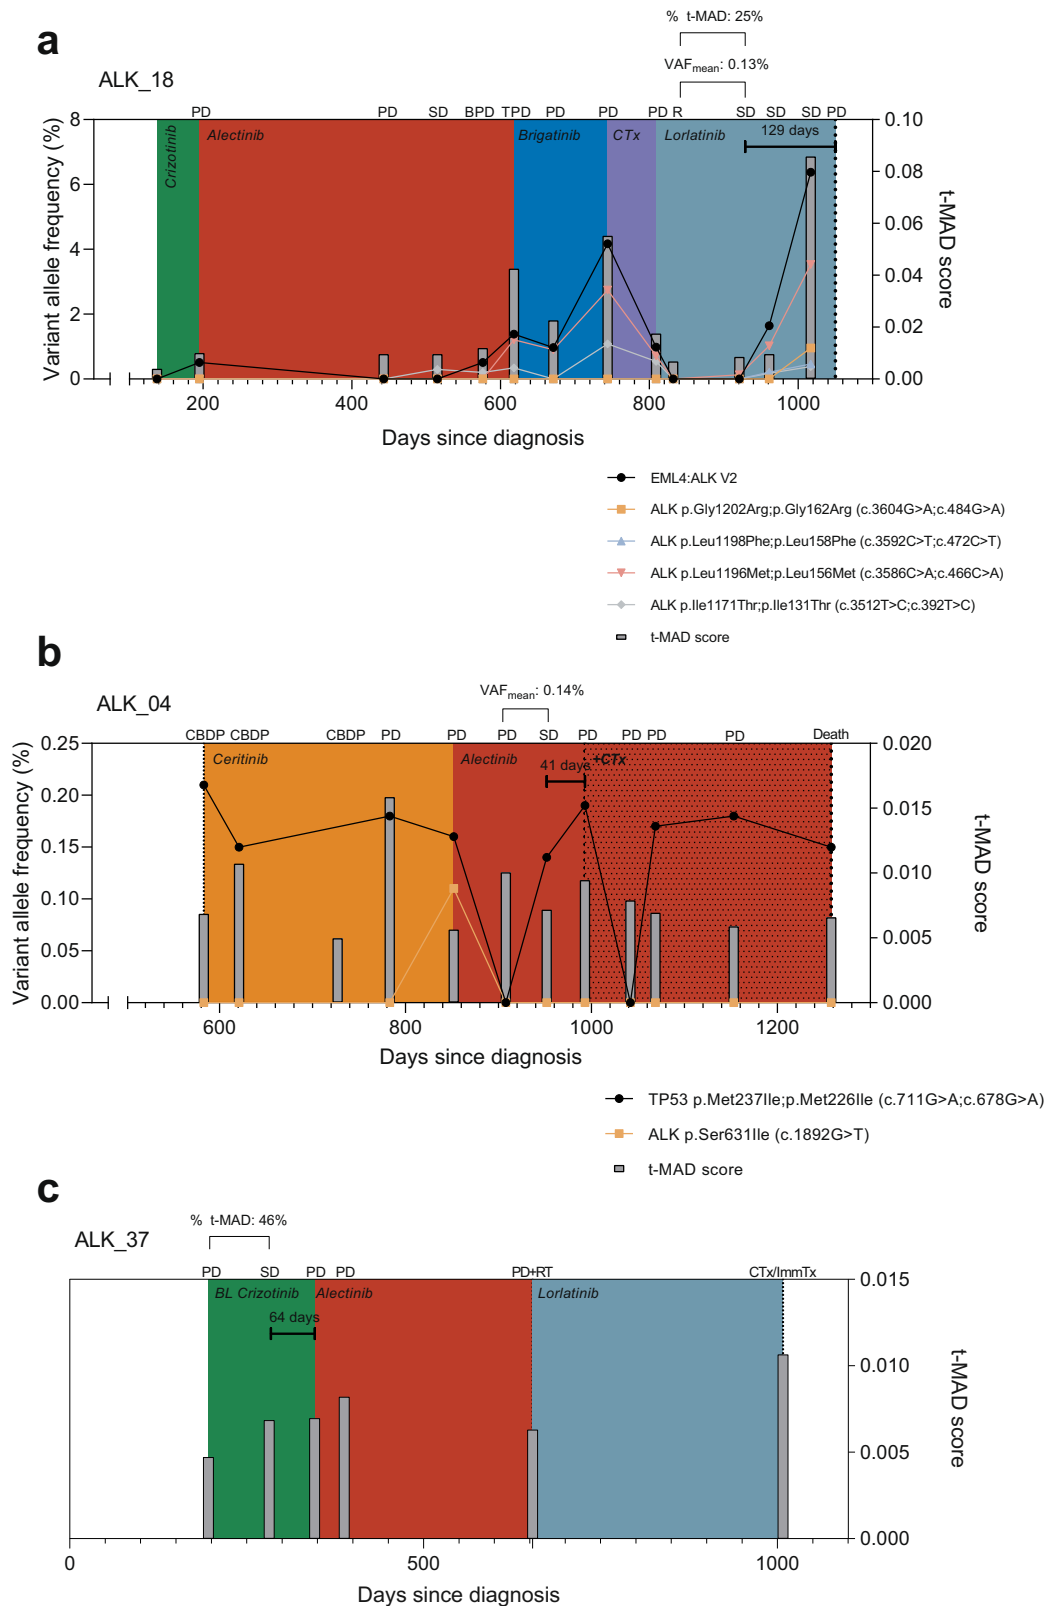 a
% t-MAD: 25%
VAFmean: 0.13%
ALK_18
PD PD SD BPD TPD PD PD PD R SD SD SD PD
Crizotinib Alectinib Brigatinib CTx Lorlatinib
129 days
Variant allele frequency (%)
8
6
4
2
0
0.10
0.08
0.06
0.04
0.02
0.00
t-MAD score
200 400 600 800 1000
Days since diagnosis
EML4:ALK V2
ALK p.Gly1202Arg;p.Gly162Arg (c.3604G>A;c.484G>A)
ALK p.Leu1198Phe;p.Leu158Phe (c.3592C>T;c.472C>T)
ALK p.Leu1196Met;p.Leu156Met (c.3586C>A;c.466C>A)
ALK p.Ile1171Thr;p.Ile131Thr (c.3512T>C;c.392T>C)
t-MAD score
b
VAFmean: 0.14%
ALK_04
CBDP CBDP CBDP PD PD PD SD PD PD PD PD Death
Ceritinib Alectinib +CTx
41 days
Variant allele frequency (%)
0.25
0.20
0.15
0.10
0.05
0.00
0.020
0.015
0.010
0.005
0.000
t-MAD score
600 800 1000 1200
Days since diagnosis
TP53 p.Met237Ile;p.Met226Ile (c.711G>A;c.678G>A)
ALK p.Ser631Ile (c.1892G>T)
t-MAD score
c
% t-MAD: 46%
ALK_37
PD SD PD PD PD+RT CTx/ImmTx
BL Crizotinib Alectinib Lorlatinib
64 days
0.015
0.010
0.005
0.000
t-MAD score
0 500 1000
Days since diagnosis